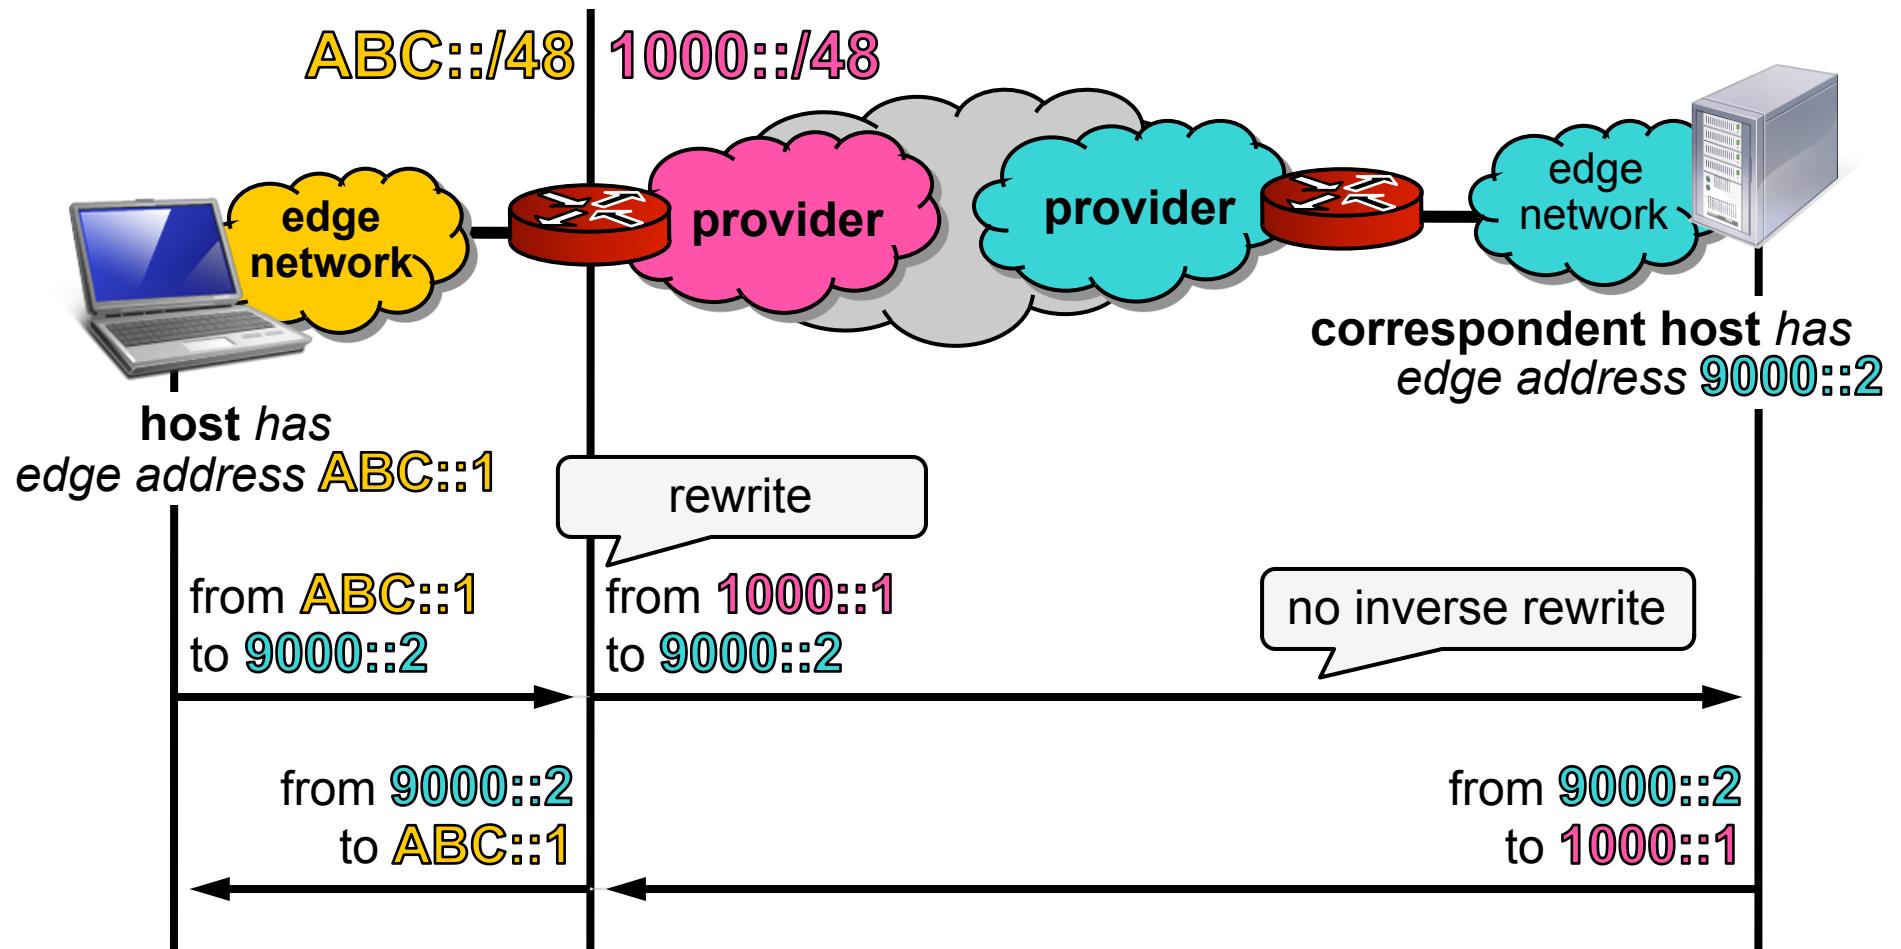 ABC::/48
1000::/48
edge
network
provider
provider
edge
network
correspondent host has
edge address 9000::2
host has
edge address ABC::1
rewrite
from ABC::1
to 9000::2
from 1000::1
to 9000::2
no inverse rewrite
from 9000::2
to ABC::1
from 9000::2
to 1000::1